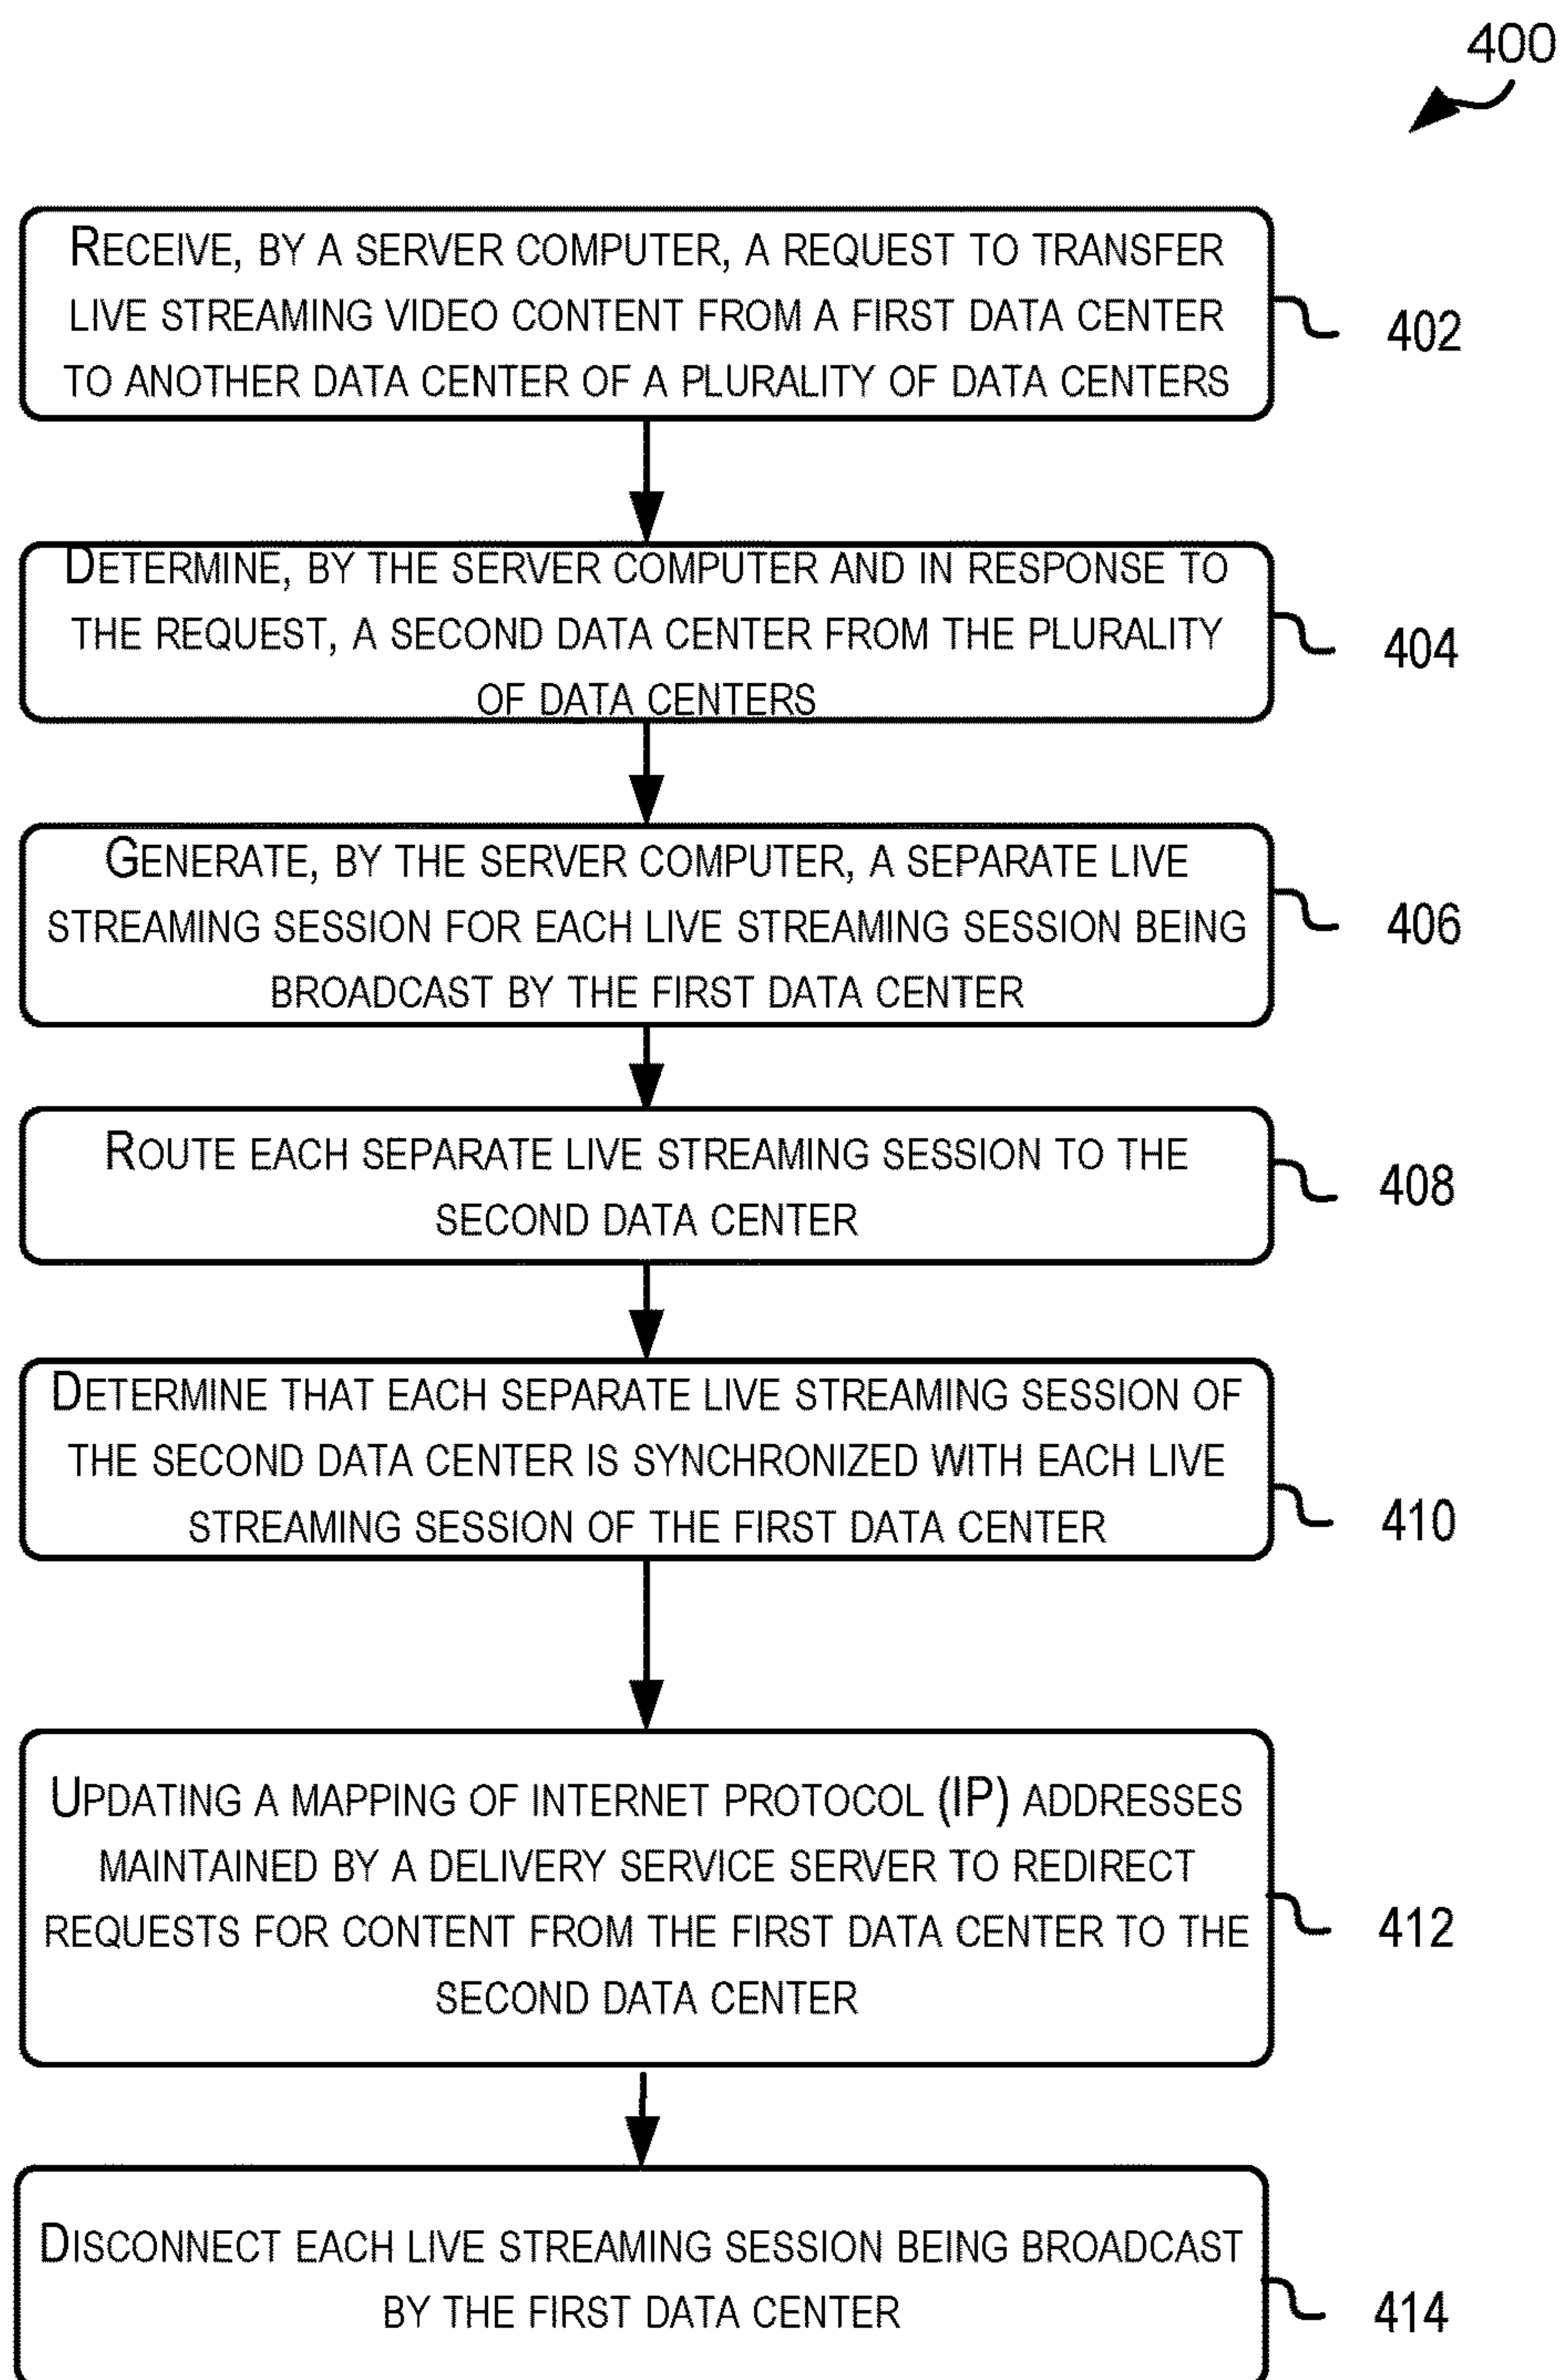 400
RECEIVE, BY A SERVER COMPUTER, A REQUEST TO TRANSFER
LIVE STREAMING VIDEO CONTENT FROM A FIRST DATA CENTER
TO ANOTHER DATA CENTER OF A PLURALITY OF DATA CENTERS
402
DETERMINE, BY THE SERVER COMPUTER AND IN RESPONSE TO
THE REQUEST, A SECOND DATA CENTER FROM THE PLURALITY
OF DATA CENTERS
404
GENERATE, BY THE SERVER COMPUTER, A SEPARATE LIVE
STREAMING SESSION FOR EACH LIVE STREAMING SESSION BEING
BROADCAST BY THE FIRST DATA CENTER
406
ROUTE EACH SEPARATE LIVE STREAMING SESSION TO THE
SECOND DATA CENTER
408
DETERMINE THAT EACH SEPARATE LIVE STREAMING SESSION OF
THE SECOND DATA CENTER IS SYNCHRONIZED WITH EACH LIVE
STREAMING SESSION OF THE FIRST DATA CENTER
410
UPDATING A MAPPING OF INTERNET PROTOCOL (IP) ADDRESSES
MAINTAINED BY A DELIVERY SERVICE SERVER TO REDIRECT
REQUESTS FOR CONTENT FROM THE FIRST DATA CENTER TO THE
SECOND DATA CENTER
412
DISCONNECT EACH LIVE STREAMING SESSION BEING BROADCAST
BY THE FIRST DATA CENTER
414